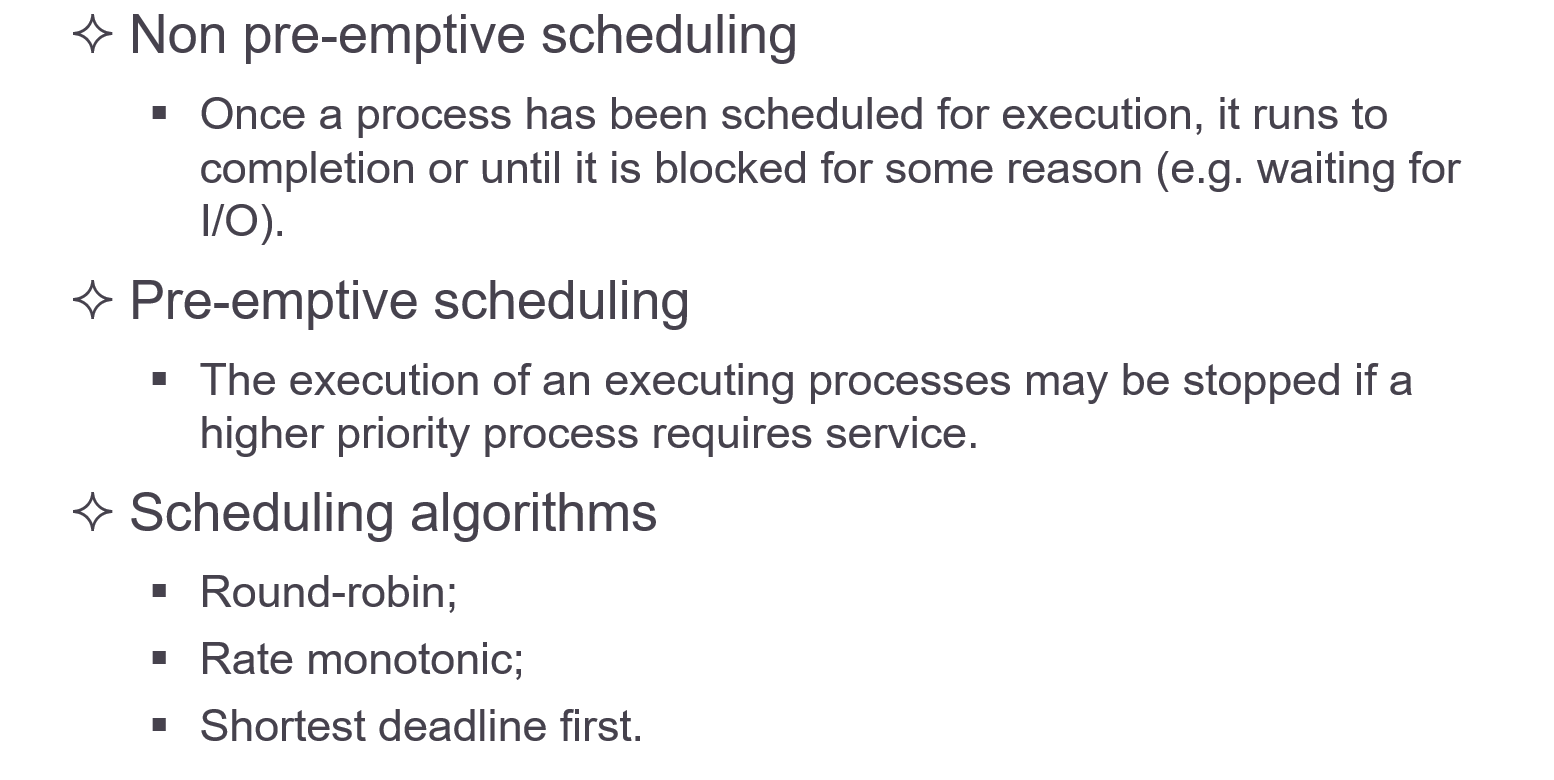 ✧ Non pre-emptive scheduling
▪ Once a process has been scheduled for execution, it runs to
completion or until it is blocked for some reason (e.g. waiting for
I/O).
✧ Pre-emptive scheduling
▪ The execution of an executing processes may be stopped if a
higher priority process requires service.
✧ Scheduling algorithms
▪ Round-robin;
▪ Rate monotonic;
▪ Shortest deadline first.